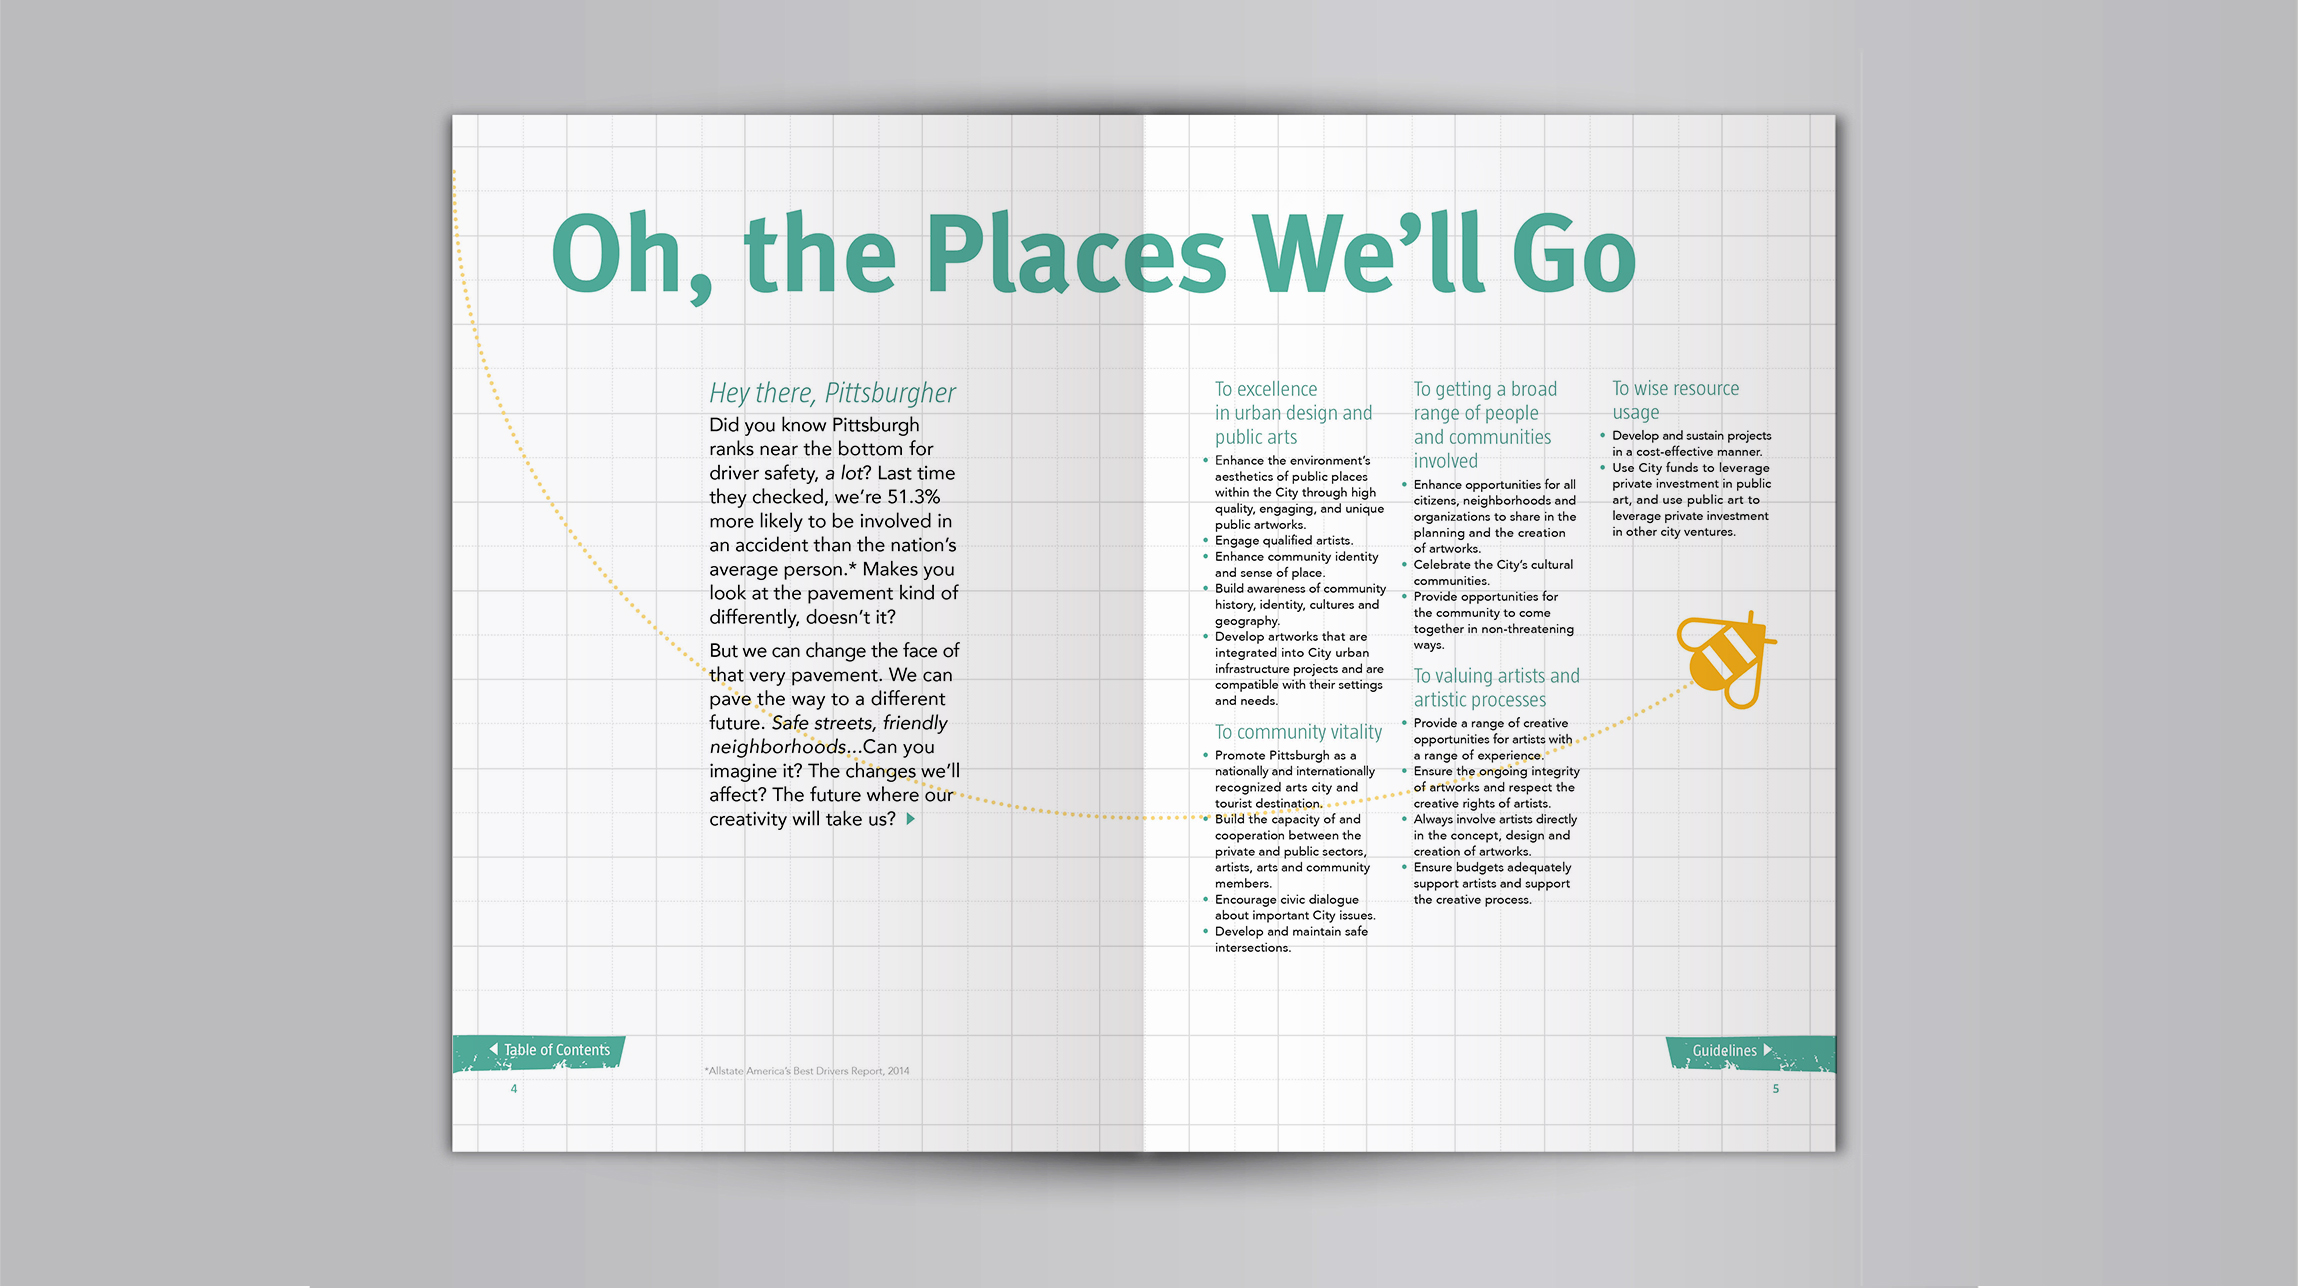 Oh, the Places We’ll Go
Hey there, Pittsburgher
Did you know Pittsburgh
ranks near the bottom for
driver safety, a lot? Last time
they checked, we’re 51.3%
more likely to be involved in
an accident than the nation’s
average person.* Makes you
look at the pavement kind of
differently, doesn’t it?
But we can change the face of
that very pavement. We can
pave the way to a different
future. Safe streets, friendly
neighborhoods...Can you
imagine it? The changes we’ll
affect? The future where our
creativity will take us?
To excellence
in urban design and
public arts
• Enhance the environment’s
aesthetics of public places
within the City through high
quality, engaging, and unique
public artworks.
• Engage qualified artists.
• Enhance community identity
and sense of place.
• Build awareness of community
history, identity, cultures and
geography.
• Develop artworks that are
integrated into City urban
infrastructure projects and are
compatible with their settings
and needs.
To community vitality
• Promote Pittsburgh as a
nationally and internationally
recognized arts city and
tourist destination.
• Build the capacity of and
cooperation between the
private and public sectors,
artists, arts and community
members.
• Encourage civic dialogue
about important City issues.
• Develop and maintain safe
intersections.
To getting a broad
range of people
and communities
involved
• Enhance opportunities for all
citizens, neighborhoods and
organizations to share in the
planning and the creation
of artworks.
• Celebrate the City’s cultural
communities.
• Provide opportunities for
the community to come
together in non-threatening
ways.
To valuing artists and
artistic processes
• Provide a range of creative
opportunities for artists with
a range of experience.
• Ensure the ongoing integrity
of artworks and respect the
creative rights of artists.
• Always involve artists directly
in the concept, design and
creation of artworks.
• Ensure budgets adequately
support artists and support
the creative process.
To wise resource
usage
• Develop and sustain projects
in a cost-effective manner.
• Use City funds to leverage
private investment in public
art, and use public art to
leverage private investment
in other city ventures.
Table of Contents
4
*Allstate America’s Best Drivers Report, 2014
Guidelines
5